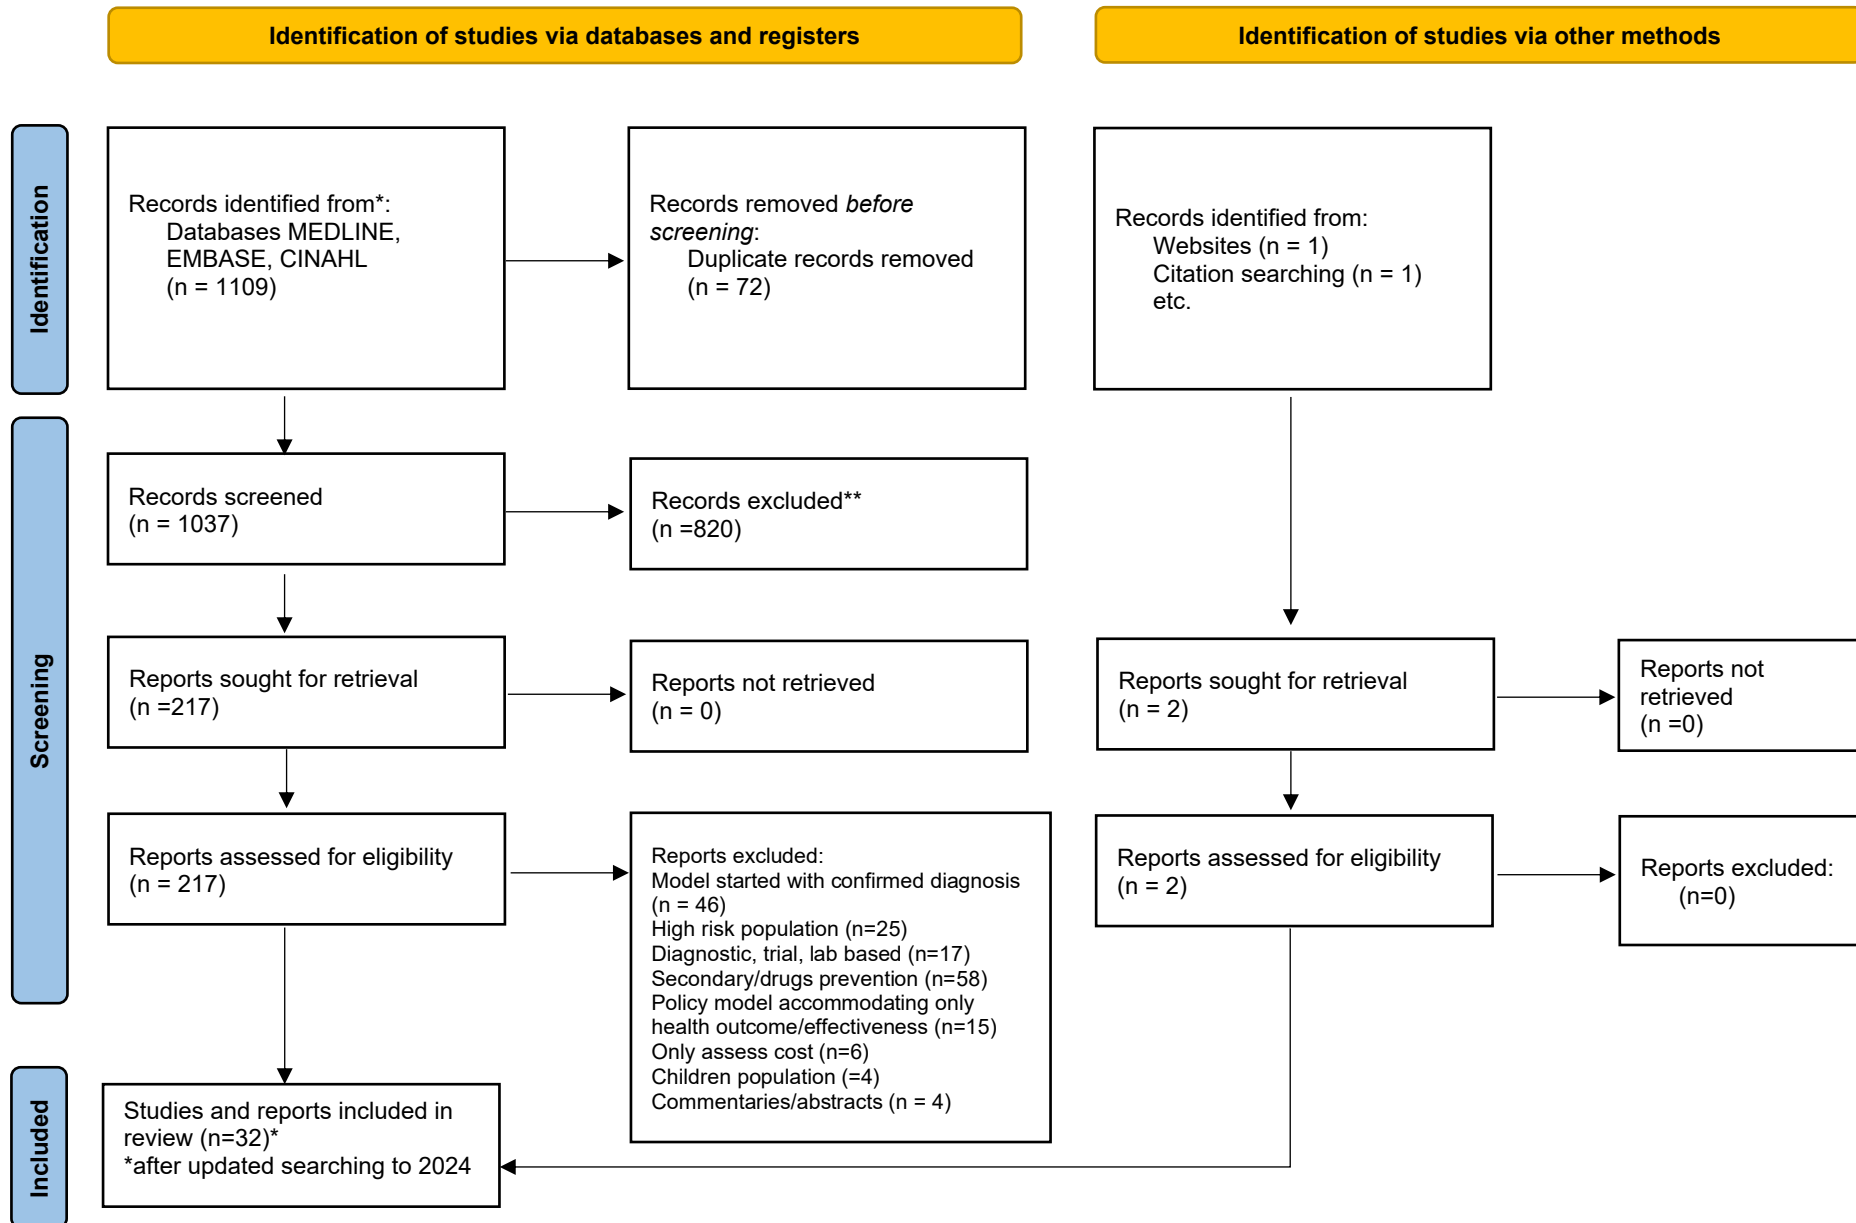 Identification of studies via databases and registers
Identification of studies via other methods
Identification
Records identified from*:
Databases MEDLINE,
EMBASE, CINAHL
(n = 1109)
Records removed before
screening:
Duplicate records removed
(n = 72)
Records identified from:
Websites (n = 1)
Citation searching (n = 1)
etc.
Screening
Records screened
(n = 1037)
Records excluded**
(n =820)
Reports sought for retrieval
(n =217)
Reports not retrieved
(n = 0)
Reports sought for retrieval
(n = 2)
Reports not
retrieved
(n =0)
Reports assessed for eligibility
(n = 217)
Reports excluded:
Model started with confirmed diagnosis
(n = 46)
High risk population (n=25)
Diagnostic, trial, lab based (n=17)
Secondary/drugs prevention (n=58)
Policy model accommodating only
health outcome/effectiveness (n=15)
Only assess cost (n=6)
Children population (=4)
Commentaries/abstracts (n = 4)
Reports assessed for eligibility
(n = 2)
Reports excluded:
(n=0)
Included
Studies and reports included in
review (n=32)*
*after updated searching to 2024